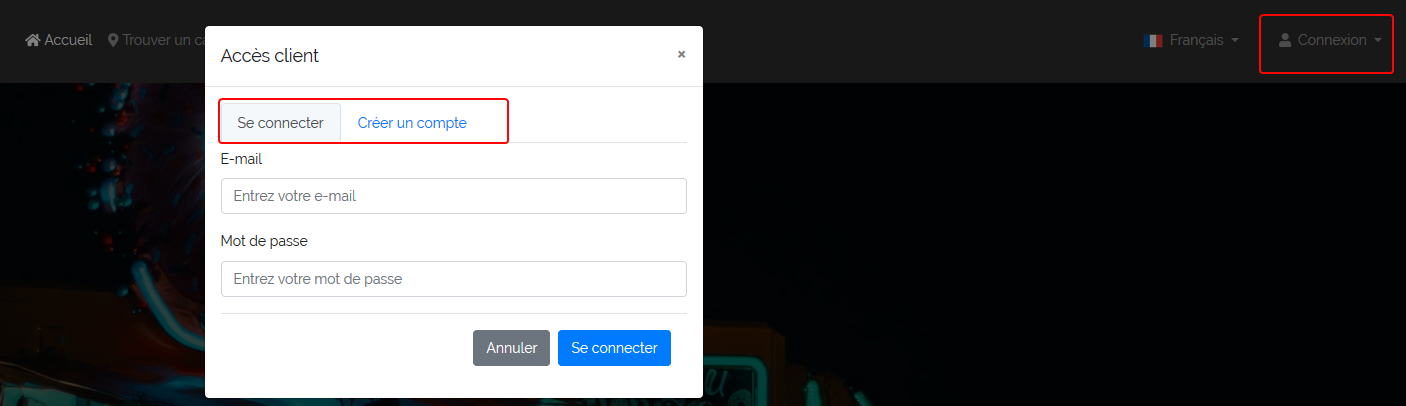 Accueil Trouver un ca Français Connexion
Accès client ×
Se connecter Créer un compte
E-mail
Entrez votre e-mail
Mot de passe
Entrez votre mot de passe
Annuler Se connecter